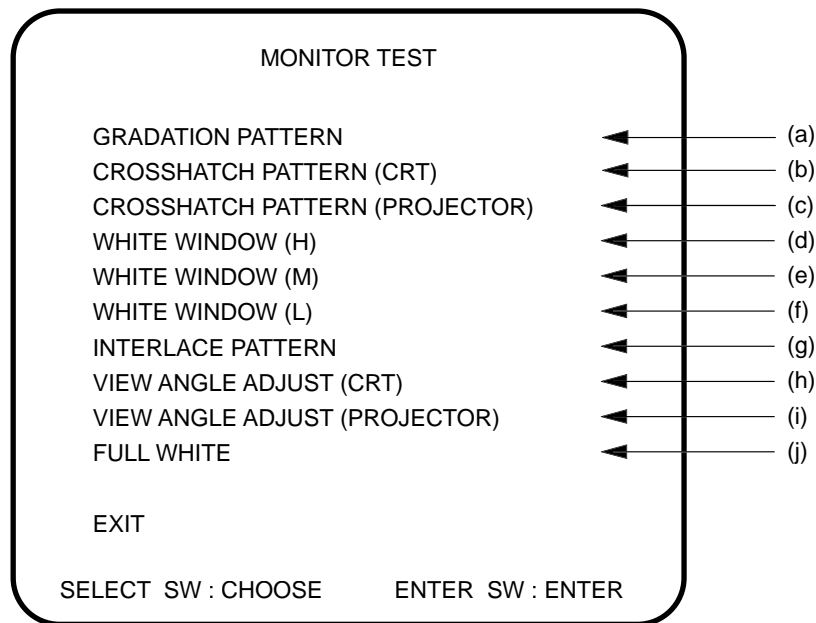 MONITOR TEST
GRADATION PATTERN (a)
CROSSHATCH PATTERN (CRT) (b)
CROSSHATCH PATTERN (PROJECTOR) (c)
WHITE WINDOW (H) (d)
WHITE WINDOW (M) (e)
WHITE WINDOW (L) (f)
INTERLACE PATTERN (g)
VIEW ANGLE ADJUST (CRT) (h)
VIEW ANGLE ADJUST (PROJECTOR) (i)
FULL WHITE (j)
EXIT
SELECT SW : CHOOSE ENTER SW : ENTER